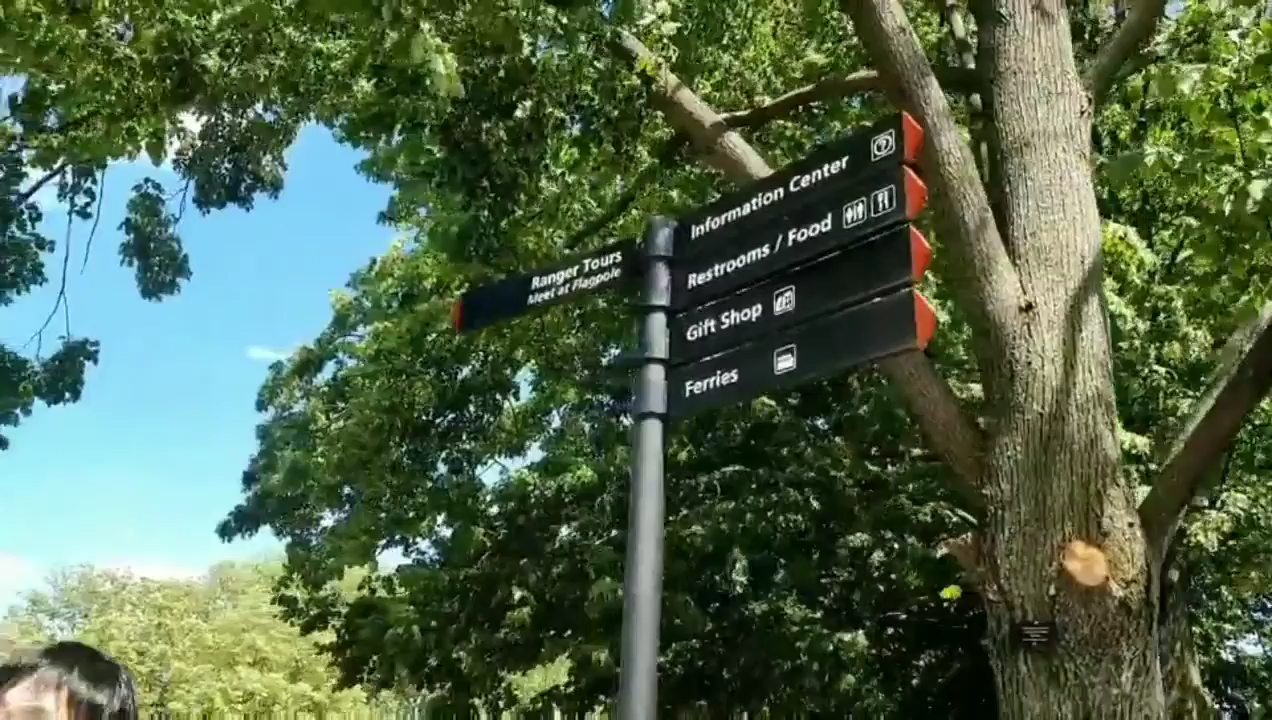 Information Center
Restrooms / Food
Gift Shop
Ferries
Ranger Tours
Meet at Flagpole